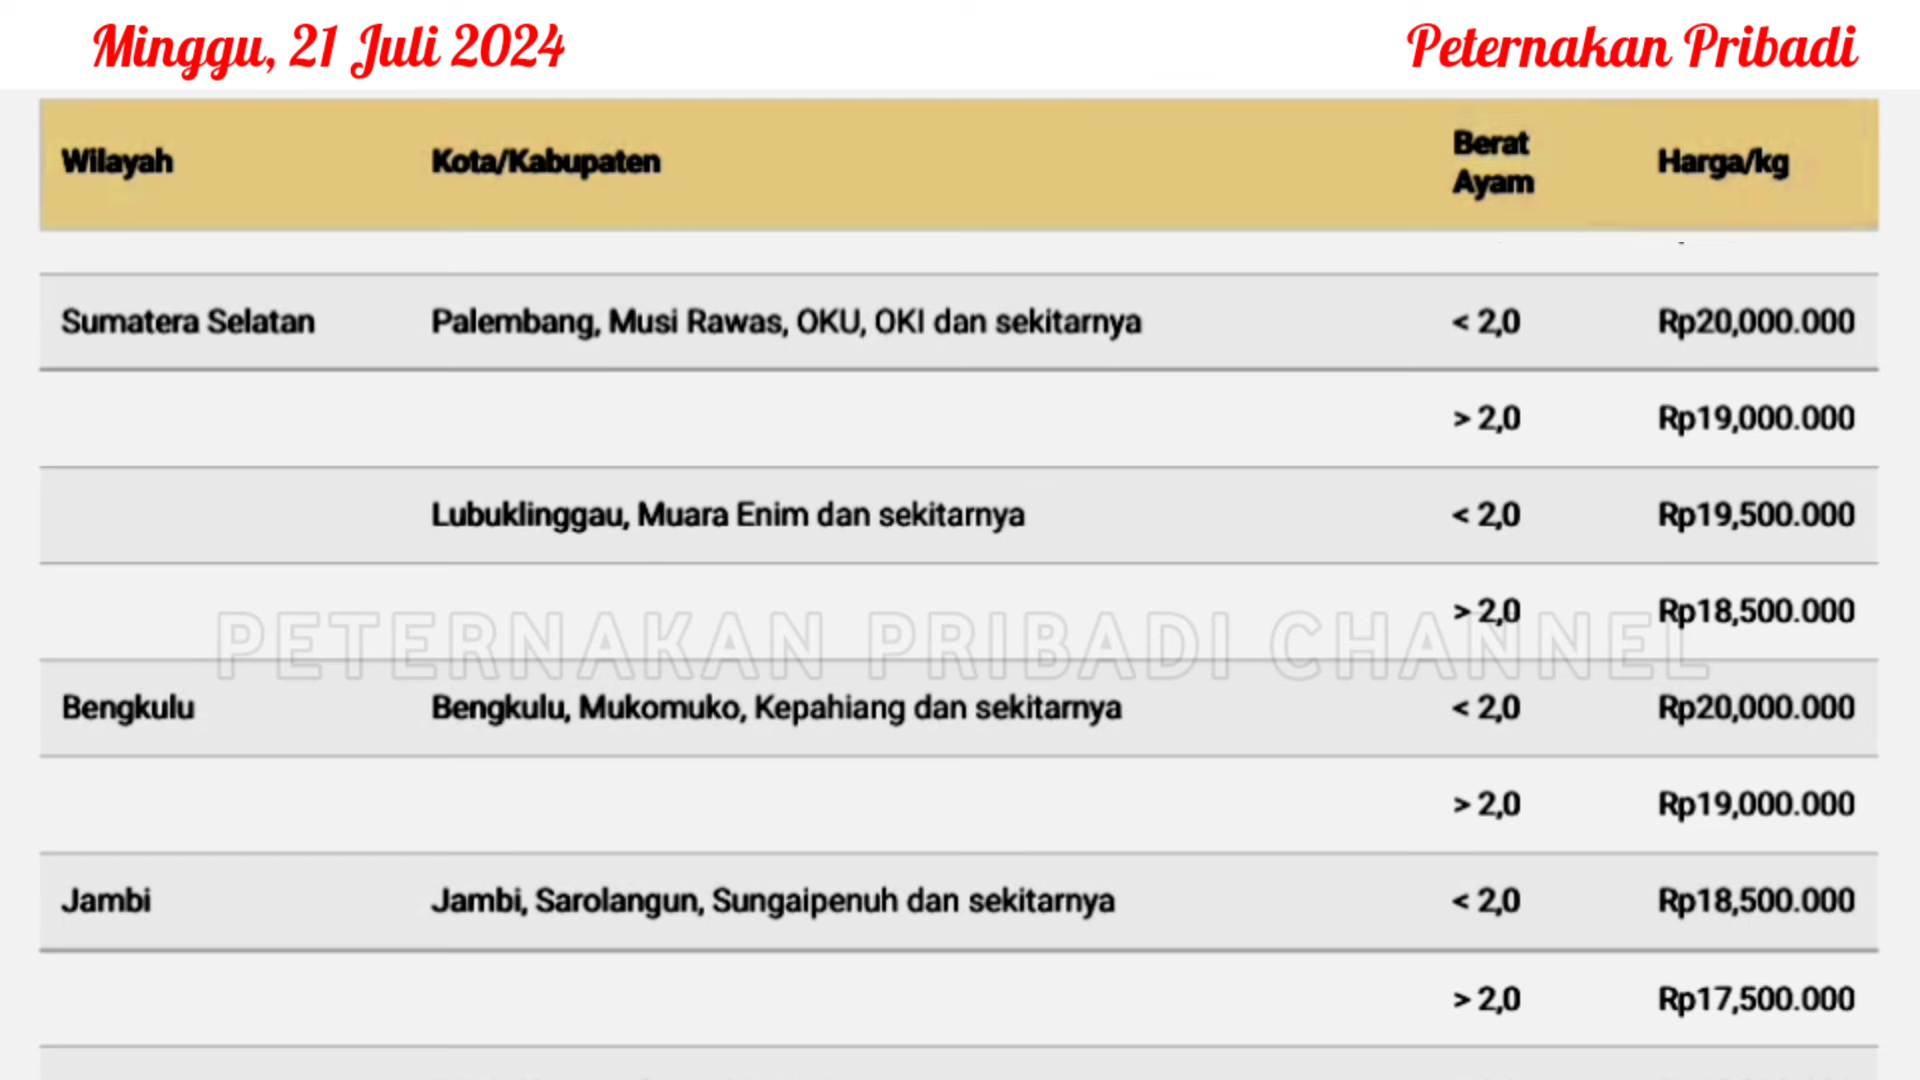 Minggu, 21 Juli 2024 Peternakan Pribadi
Wilayah Kota/Kabupaten Berat Ayam Harga/kg
Sumatera Selatan Palembang, Musi Rawas, OKU, OKI dan sekitarnya < 2,0 Rp20,000.000
> 2,0 Rp19,000.000
Lubuklinggau, Muara Enim dan sekitarnya < 2,0 Rp19,500.000
> 2,0 Rp18,500.000
PETERNAKAN PRIBADI CHANNEL
Bengkulu Bengkulu, Mukomuko, Kepahiang dan sekitarnya < 2,0 Rp20,000.000
> 2,0 Rp19,000.000
Jambi Jambi, Sarolangun, Sungaipenuh dan sekitarnya < 2,0 Rp18,500.000
> 2,0 Rp17,500.000